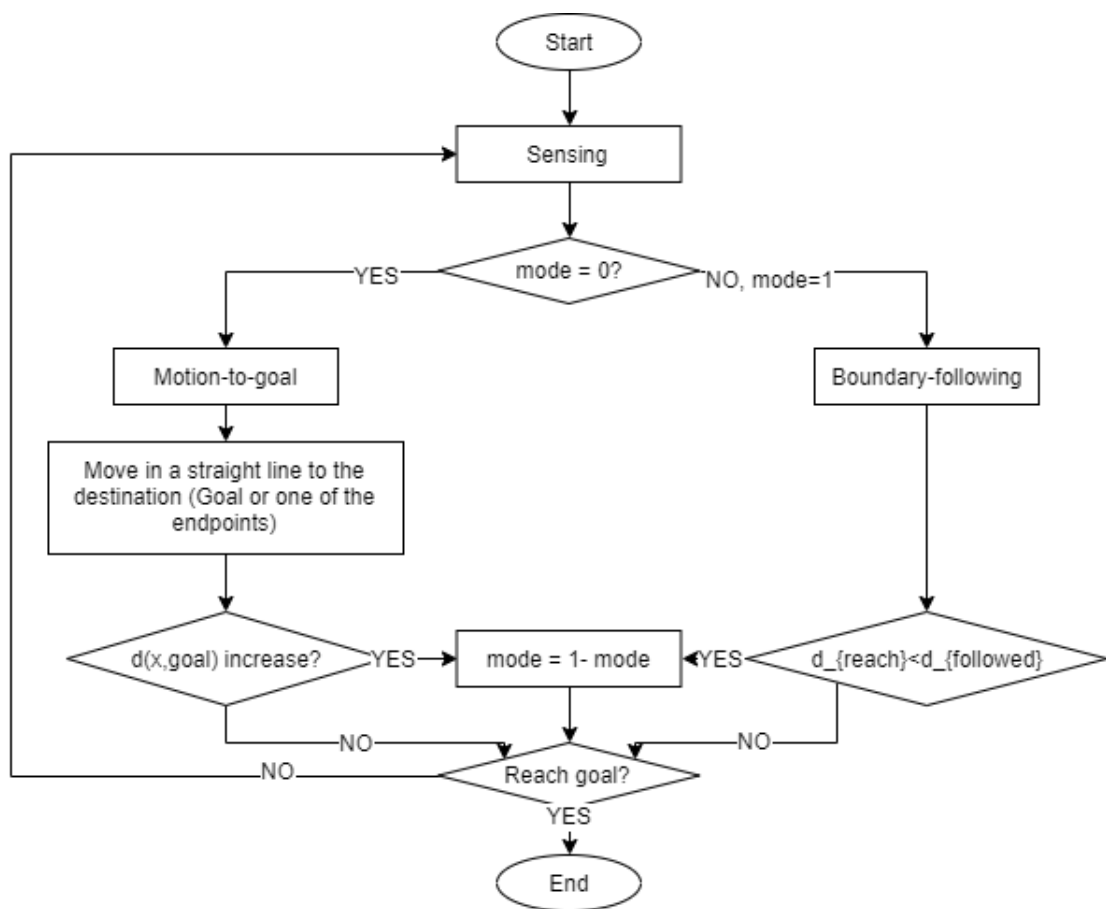 Start
Sensing
mode = 0?
YES
NO, mode=1
Motion-to-goal
Boundary-following
Move in a straight line to the
destination (Goal or one of the
endpoints)
d(x,goal) increase?
YES
mode = 1- mode
YES
d_{reach}<d_{followed}
NO
NO
NO
Reach goal?
YES
End